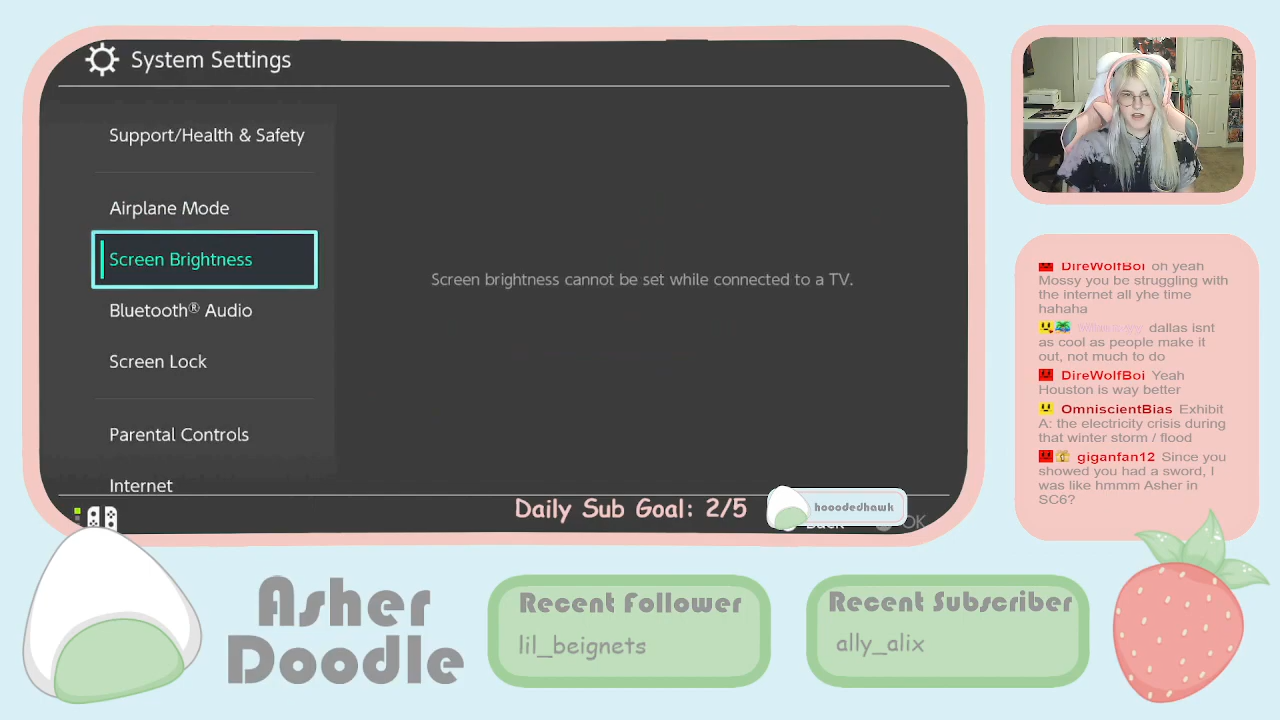 System Settings
Support/Health & Safety
Airplane Mode
Screen Brightness
Bluetooth® Audio
Screen Lock
Parental Controls
Internet
Screen brightness cannot be set while connected to a TV.
Back
OK
Daily Sub Goal: 2/5
hooodedhawk
DireWolfBoi oh yeah
Mossy you be struggling with
the internet all yhe time
hahaha
dallas isnt
as cool as people make it
out, not much to do
DireWolfBoi Yeah
Houston is way better
OmniscientBias Exhibit
A: the electricity crisis during
that winter storm / flood
giganfan12 Since you
showed you had a sword, I
was like hmmm Asher in
SC6?
Asher
Doodle
Recent Follower
lil_beignets
Recent Subscriber
ally_alix